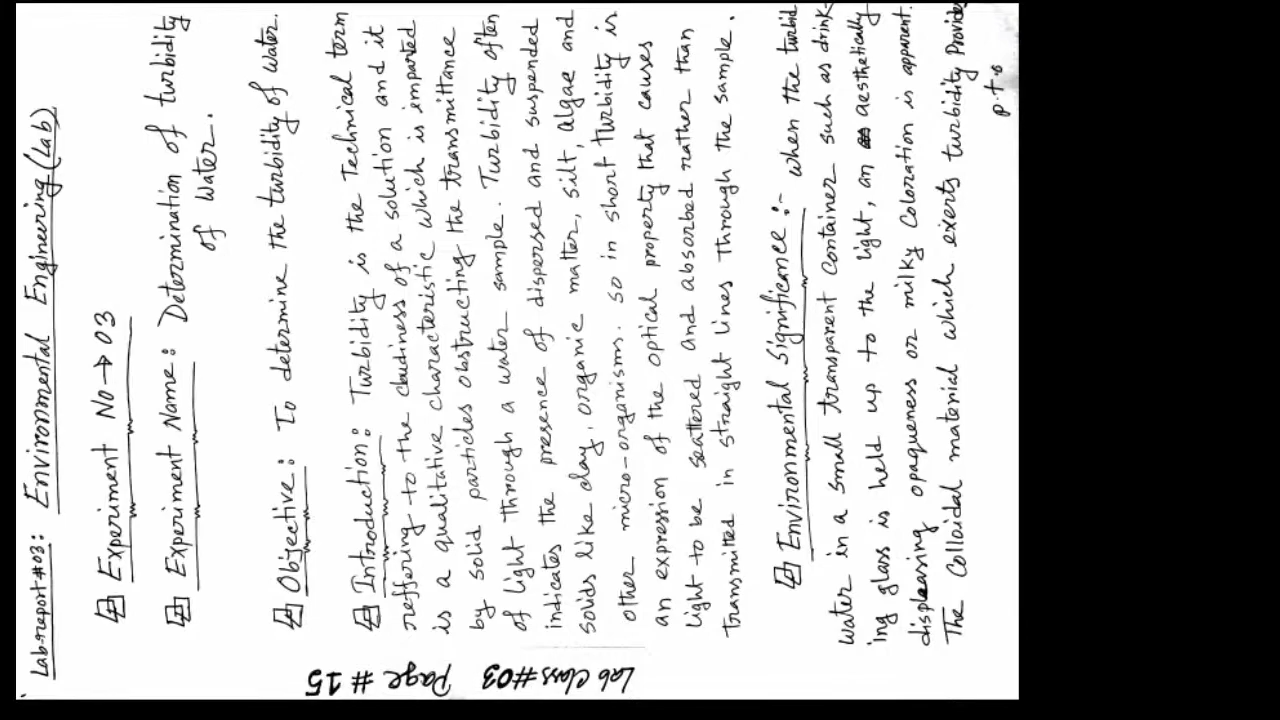 Lab-report#03: Environmental Engineering (Lab)
Experiment No → 03
Experiment Name: Determination of turbidity
of Water.
Objective: To determine the turbidity of Water.
Introduction: Turbidity is the Technical term
reffering to the cloudiness of a solution and it
is a qualitative characteristic which is imparted
by solid particles obstructing the transmittance
of light through a water sample. Turbidity often
indicates the presence of dispersed and suspended
solids like clay, organic matter, silt, algae and
other micro-organisms. so in short turbidity is
an expression of the optical property that causes
light to be scattered and absorbed rather than
transmitted in straight lines through the sample.
Environmental Significance:- when the turbid
water in a small transparent container such as drink-
ing glass is held up to the light, an aesthetically
displeasing opaqueness or milky coloration is apparent.
The colloidal material which exerts turbidity Provides
p.t.o
Lab Class#03 Page # 15